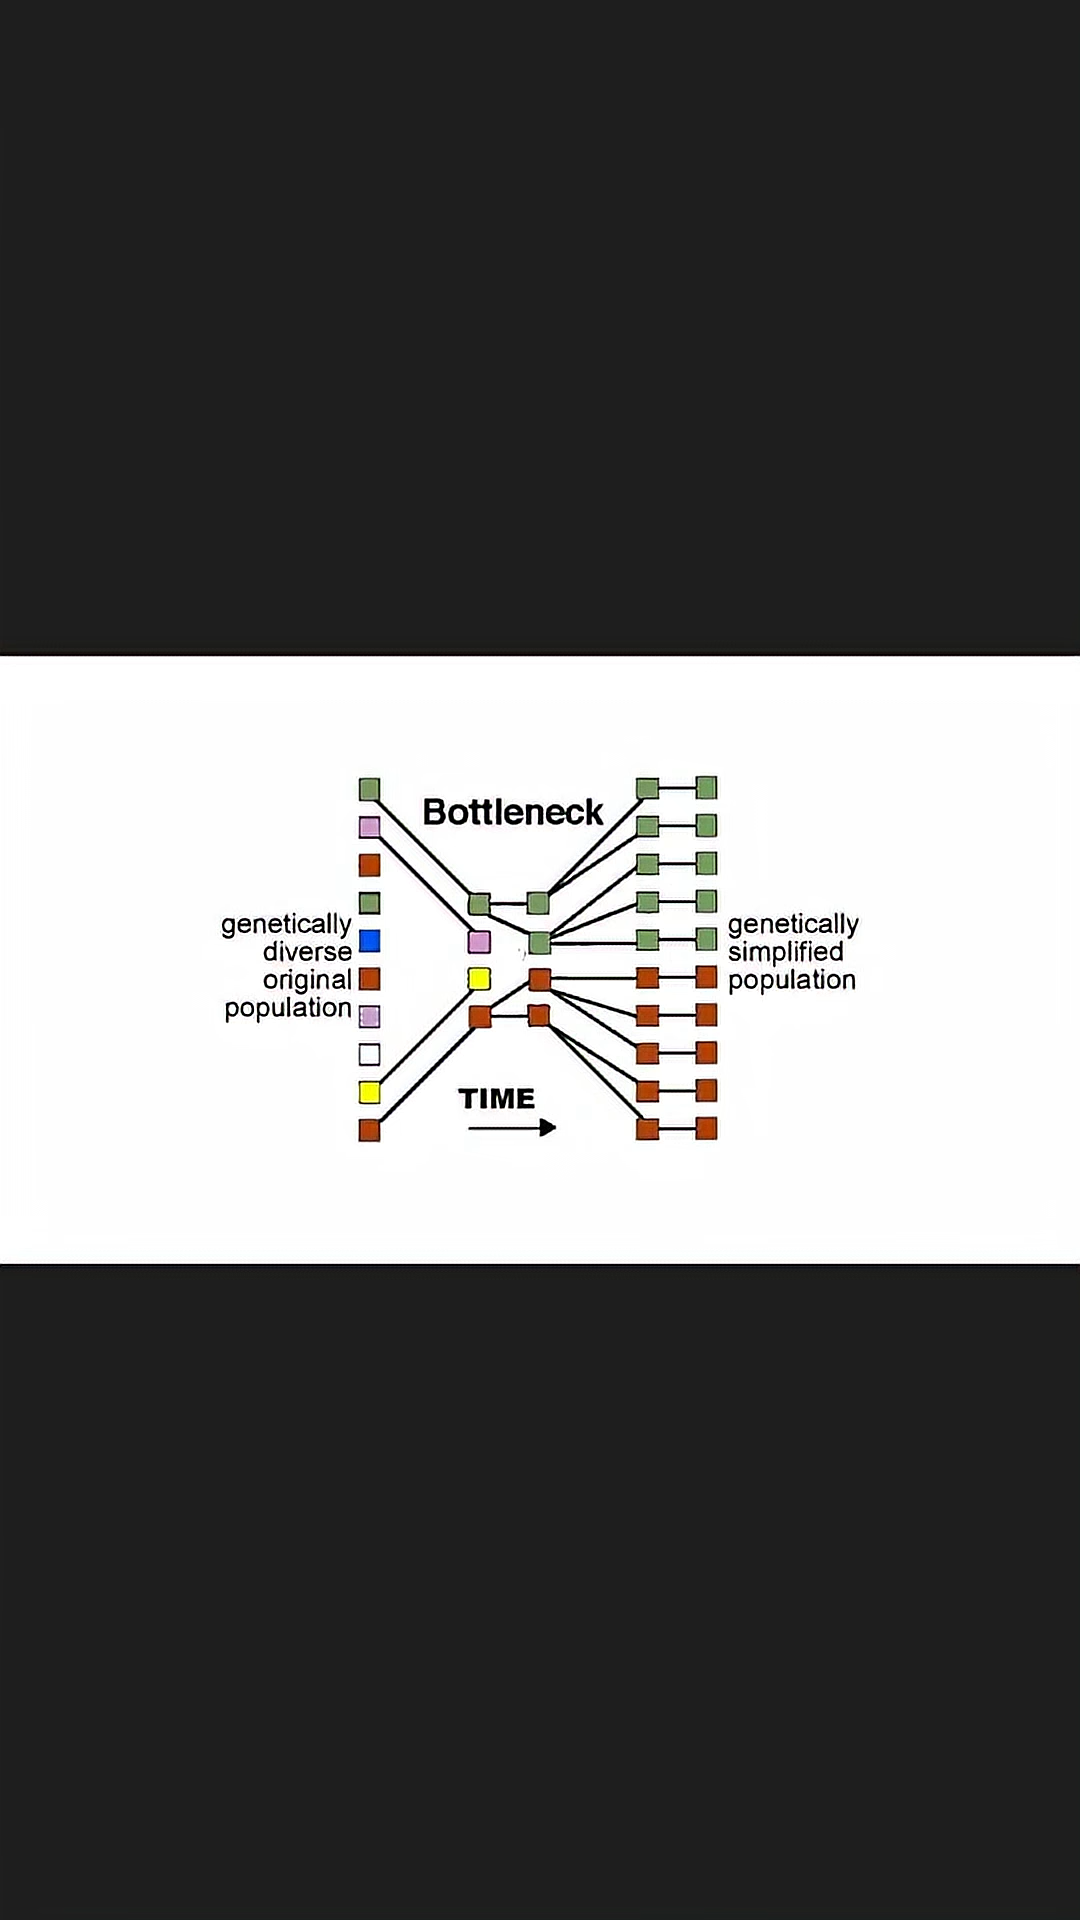 Bottleneck
genetically
diverse
original
population
genetically
simplified
population
TIME